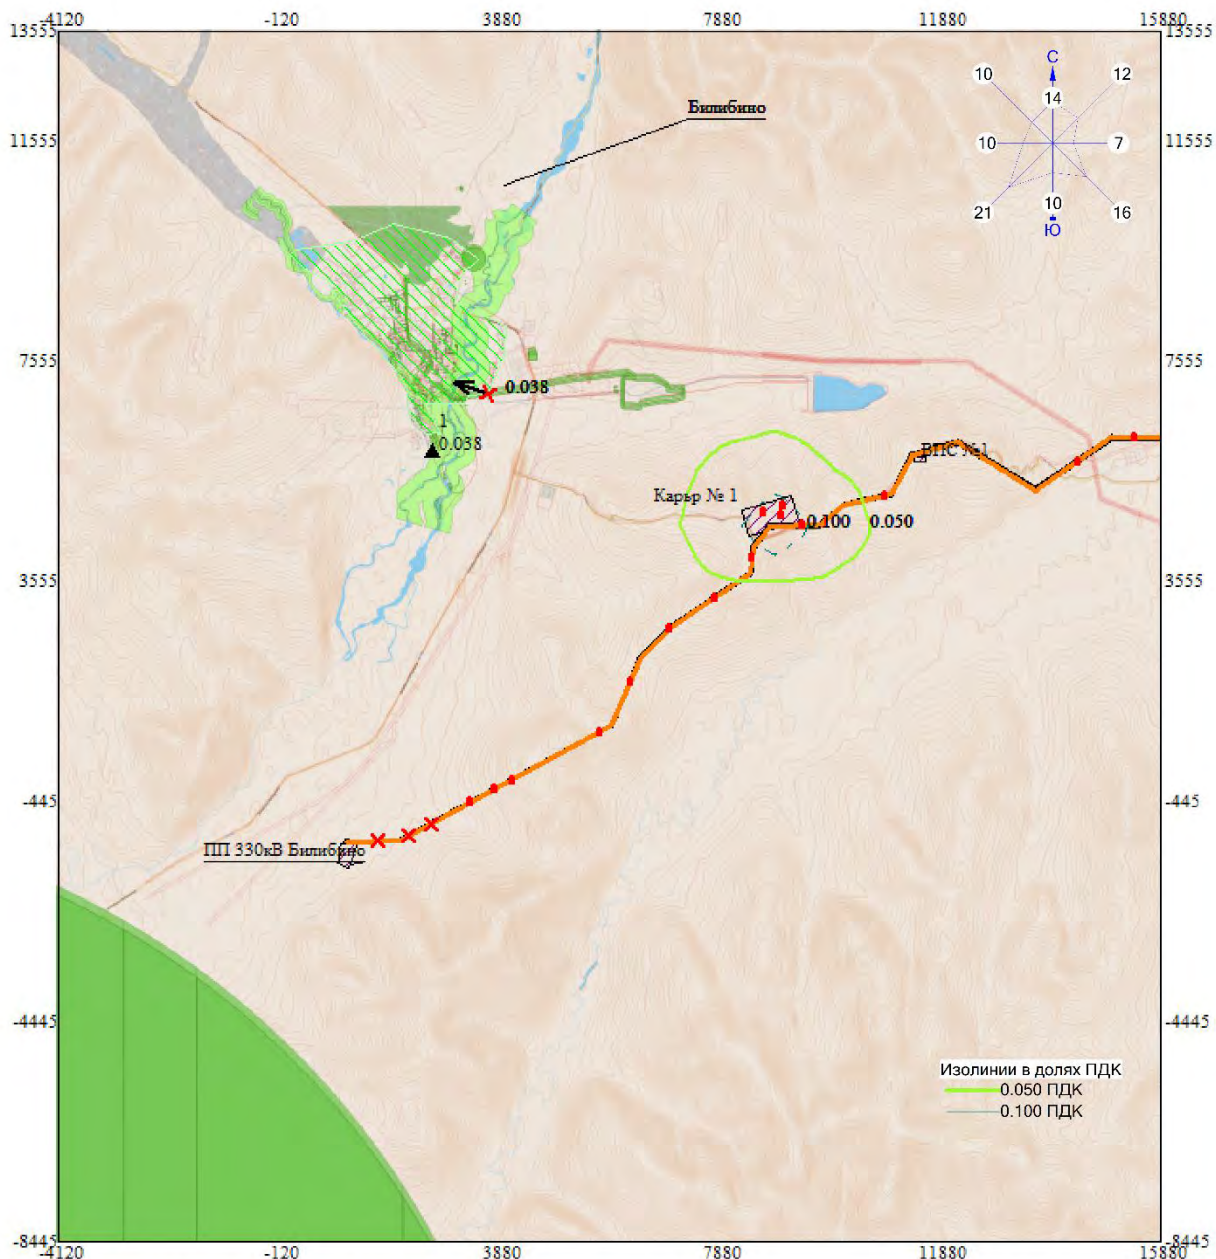 -4120 -120 3880 7880 11880 15880
13555 13555
С
10 12
14
Билибино
11555 10 7 11555
10
21 16
Ю
7555 7555
0.038
1
0.038
ВПС №1
Карьр № 1
0.100 0.050
3555 3555
-445 -445
ПП 330кВ Билибино
-4445 -4445
Изолинии в долях ПДК
0.050 ПДК
0.100 ПДК
-8445 -8445
-4120 -120 3880 7880 11880 15880